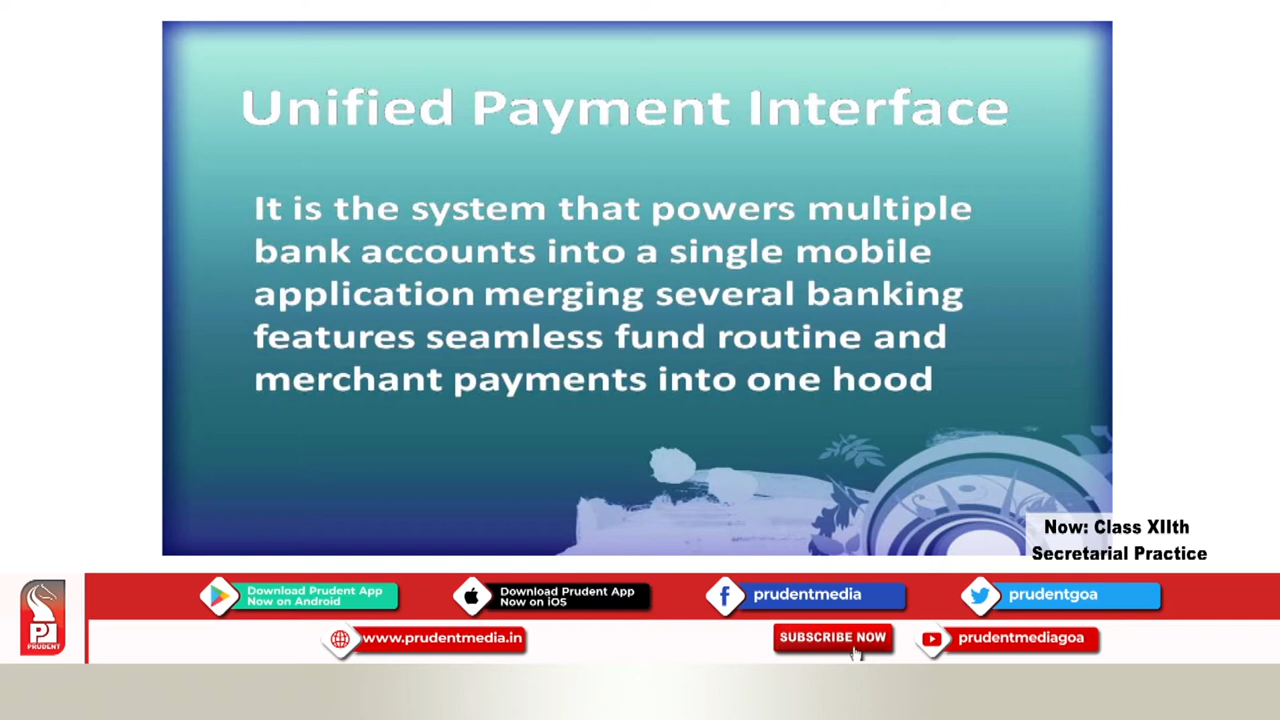 Unified Payment Interface
It is the system that powers multiple
bank accounts into a single mobile
application merging several banking
features seamless fund routine and
merchant payments into one hood
Now: Class XIIth
Secretarial Practice
Download Prudent App
Now on Android
Download Prudent App
Now on iOS
prudentmedia
prudentgoa
PRUDENT
www.prudentmedia.in
SUBSCRIBE NOW
prudentmediagoa